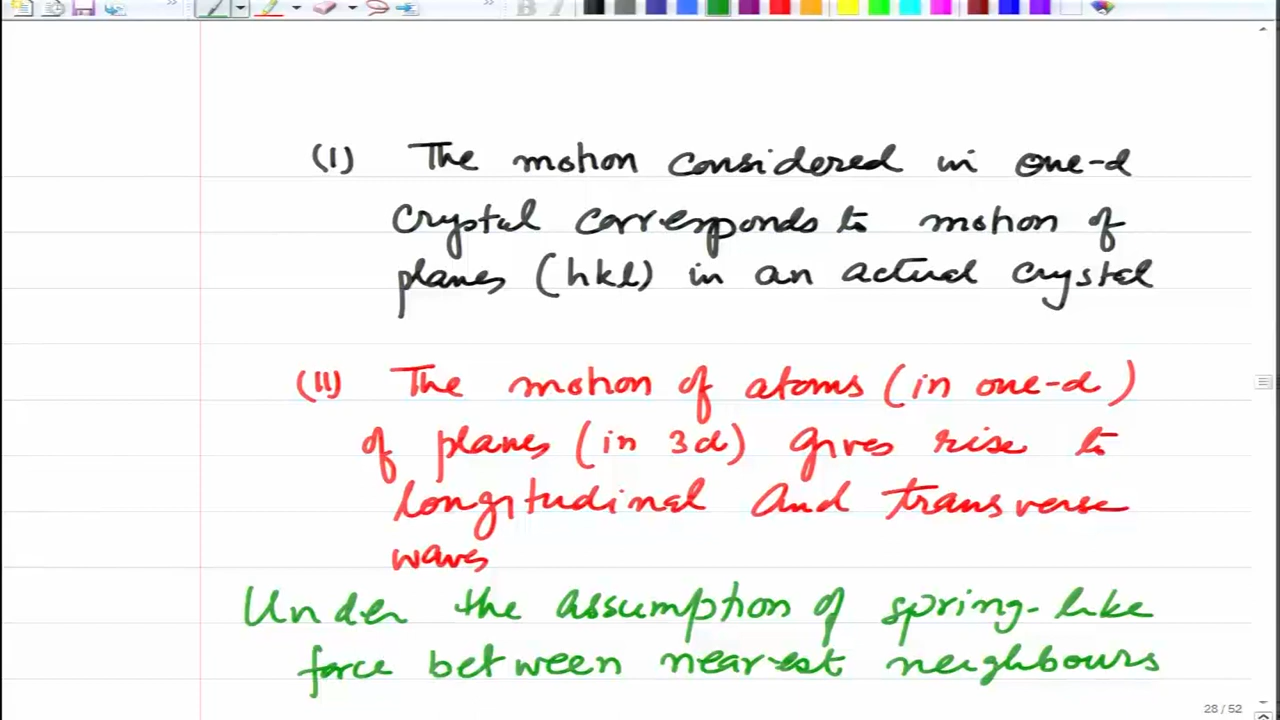 (I) The motion considered in one-d
crystal corresponds to motion of
planes (hkl) in an actual crystal
(II) The motion of atoms (in one-d)
of planes (in 3d) gives rise to
longitudinal and transverse
waves
Under the assumption of spring-like
force between nearest neighbours
28 / 52